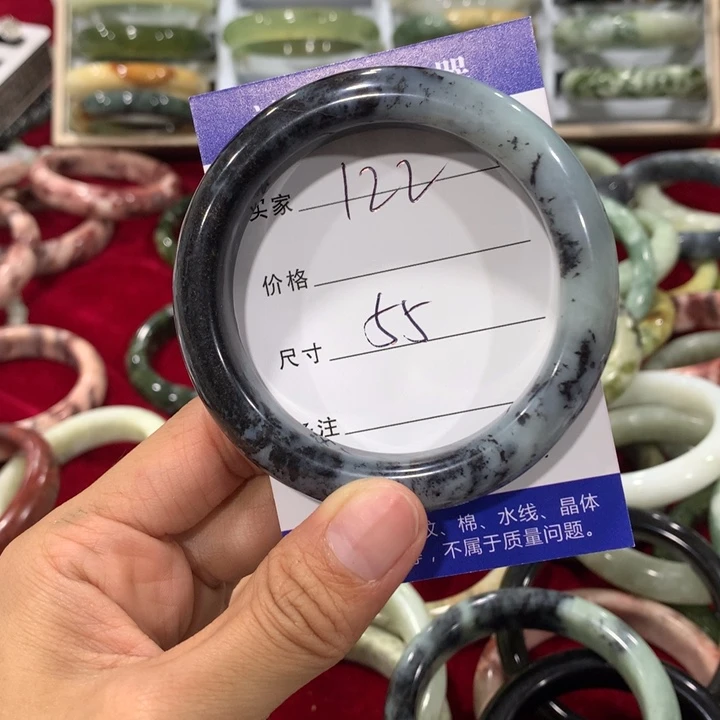 买家 122
价格
尺寸 55
备注
、棉、水线、晶体
，不属于质量问题。